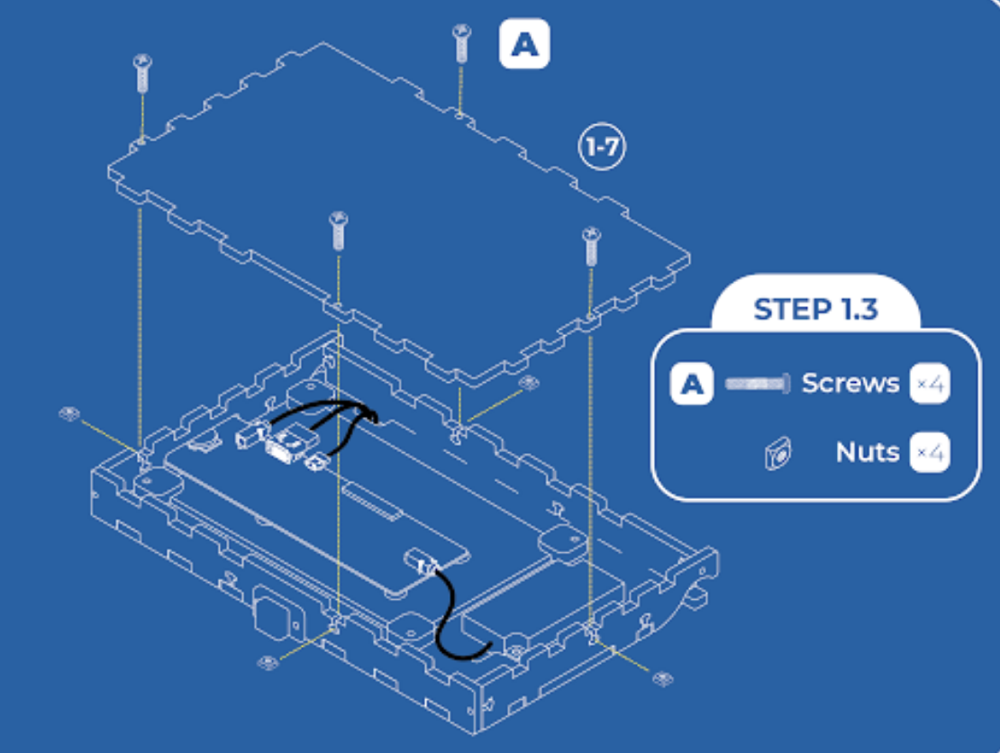 A
1-7
STEP 1.3
A Screws ×4
Nuts ×4